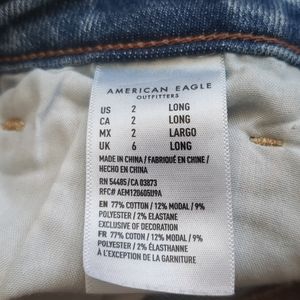 AMERICAN EAGLE
OUTFITTERS
US 2 LONG
CA 2 LONG
MX 2 LARGO
UK 6 LONG
MADE IN CHINA / FABRIQUÉ EN CHINE /
HECHO EN CHINA
RN 54485/CA 03873
RFC# AEM120605U9A
EN 77% COTTON / 12% MODAL / 9%
POLYESTER / 2% ELASTANE
EXCLUSIVE OF DECORATION
FR 77% COTON / 12% MODAL / 9%
POLYESTER / 2% ÉLASTHANNE
À L'EXCEPTION DE LA GARNITURE